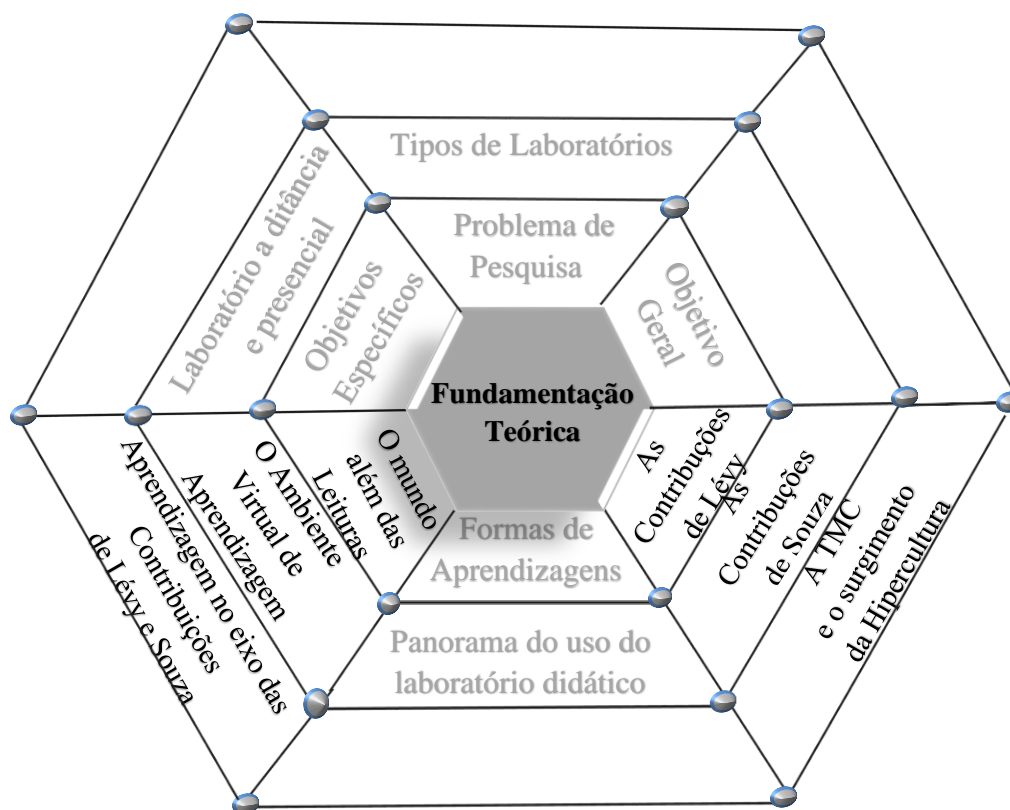 Tipos de Laboratórios
Laboratório a ditância
e presencial
Problema de
Pesquisa
Objetivos
Específicos
Objetivo
Geral
Fundamentação
Teórica
O mundo
além das
Leituras
O Ambiente
Virtual de
Aprendizagem
Aprendizagem no eixo das
Contribuições
de Lévy e Souza
As
Contribuções
de Lévy
As
Contribuções
de Souza
A TMC
e o surgimento
da Hipercultura
Formas de
Aprendizagens
Panorama do uso do
laboratório didático